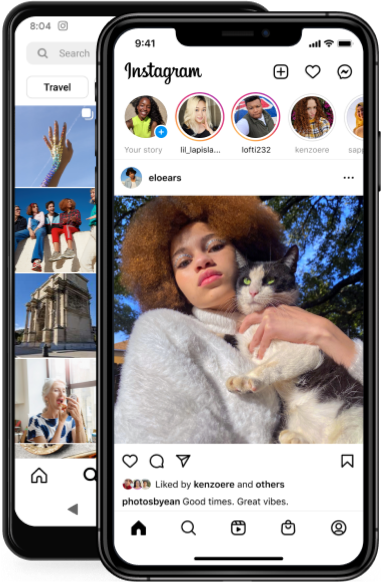 8:04
Search
Travel
9:41
Instagram
Your story
lil_lapisla...
lofti232
kenzoere
sap
eloears
Liked by kenzoere and others
photosbyean Good times. Great vibes.